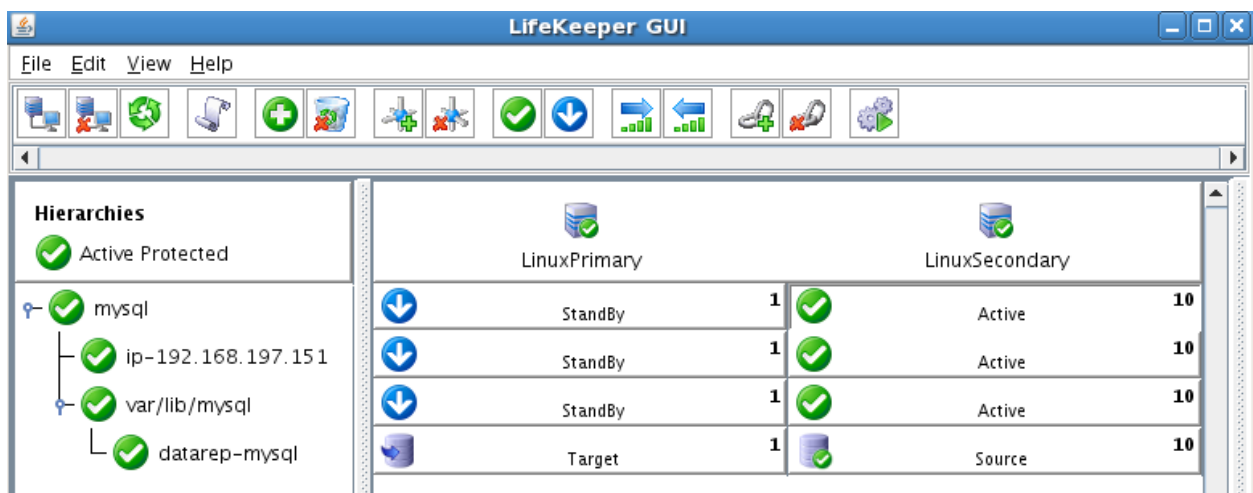 LifeKeeper GUI
File Edit View Help
Hierarchies
Active Protected
LinuxPrimary LinuxSecondary
mysql StandBy 1 Active 10
ip-192.168.197.151 StandBy 1 Active 10
var/lib/mysql StandBy 1 Active 10
datarep-mysql Target 1 Source 10